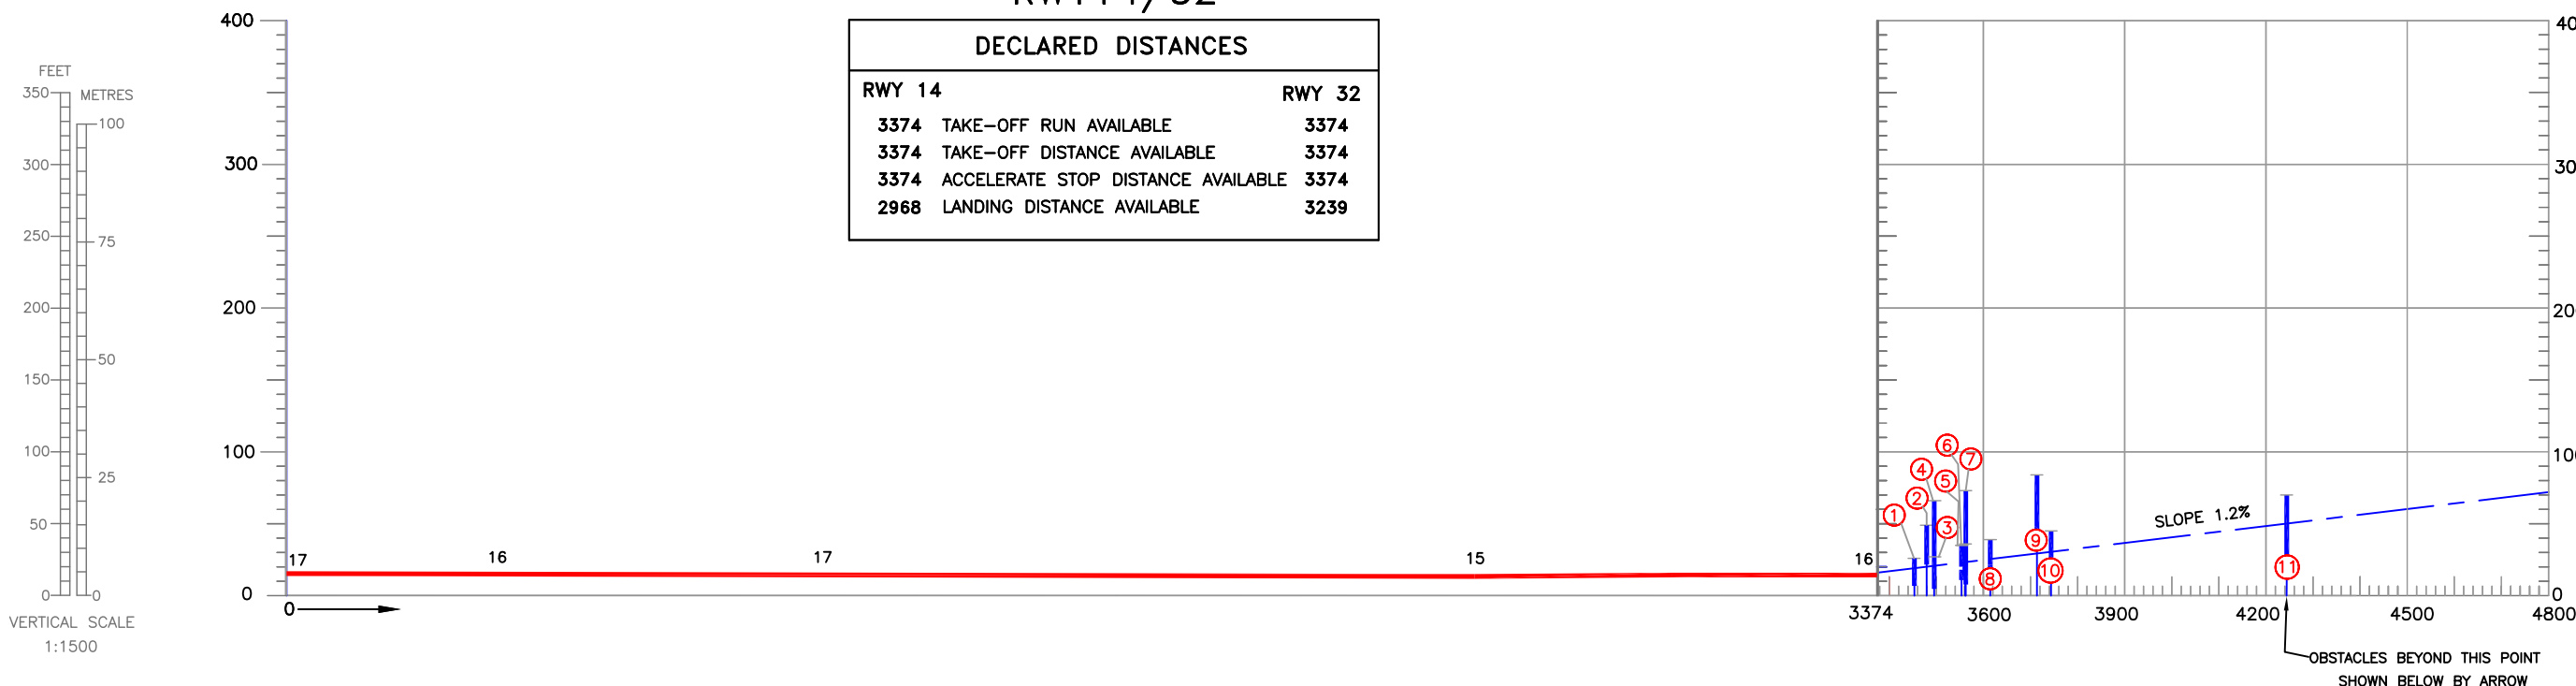 DECLARED DISTANCES
RWY 14 RWY 32
3374 TAKE-OFF RUN AVAILABLE 3374
3374 TAKE-OFF DISTANCE AVAILABLE 3374
3374 ACCELERATE STOP DISTANCE AVAILABLE 3374
2968 LANDING DISTANCE AVAILABLE 3239
FEET
METRES
350
300
250
200
150
100
50
0
100
75
50
25
0
VERTICAL SCALE
1:1500
400
300
200
100
0
17 16 17 15 16
0
6
7
4
5
2
1
3
9
8
10
11
SLOPE 1.2%
0
3374 3600 3900 4200 4500 4800
OBSTACLES BEYOND THIS POINT
SHOWN BELOW BY ARROW